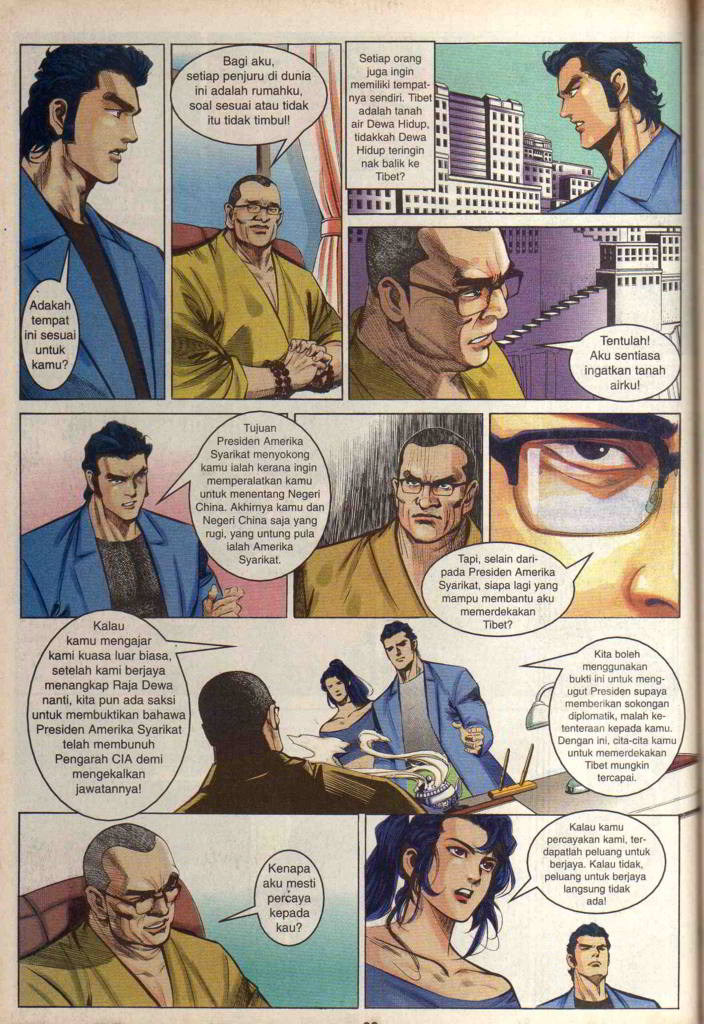 Adakah
tempat
ini sesuai
untuk
kamu?
Bagi aku,
setiap penjuru di dunia
ini adalah rumahku,
soal sesuai atau tidak
itu tidak timbul!
Setiap orang
juga ingin
memiliki tempat-
nya sendiri. Tibet
adalah tanah
air Dewa Hidup,
tidakkah Dewa
Hidup teringin
nak balik ke
Tibet?
Tentulah!
Aku sentiasa
ingatkan tanah
airku!
Tujuan
Presiden Amerika
Syarikat menyokong
kamu ialah kerana ingin
memperalatkan kamu
untuk menentang Negeri
China. Akhirnya kamu dan
Negeri China saja yang
rugi, yang untung pula
ialah Amerika
Syarikat.
Tapi, selain dari-
pada Presiden Amerika
Syarikat, siapa lagi yang
mampu membantu aku
memerdekakan
Tibet?
Kalau
kamu mengajar
kami kuasa luar biasa,
setelah kami berjaya
menangkap Raja Dewa
nanti, kita pun ada saksi
untuk membuktikan bahawa
Presiden Amerika Syarikat
telah membunuh
Pengarah CIA demi
mengekalkan
jawatannya!
Kita boleh
menggunakan
bukti ini untuk meng-
ugut Presiden supaya
memberikan sokongan
diplomatik, malah ke-
tenteraan kepada kamu.
Dengan ini, cita-cita kamu
untuk memerdekakan
Tibet mungkin
tercapai.
Kenapa
aku mesti
percaya
kepada
kau?
Kalau kamu
percayakan kami, ter-
dapatlah peluang untuk
berjaya. Kalau tidak,
peluang untuk berjaya
langsung tidak
ada!